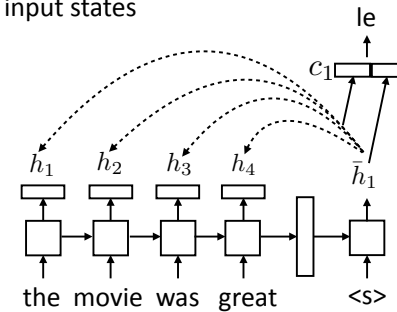 input states
le
c₁
h₁ h₂ h₃ h₄ h̄₁
the movie was great <s>